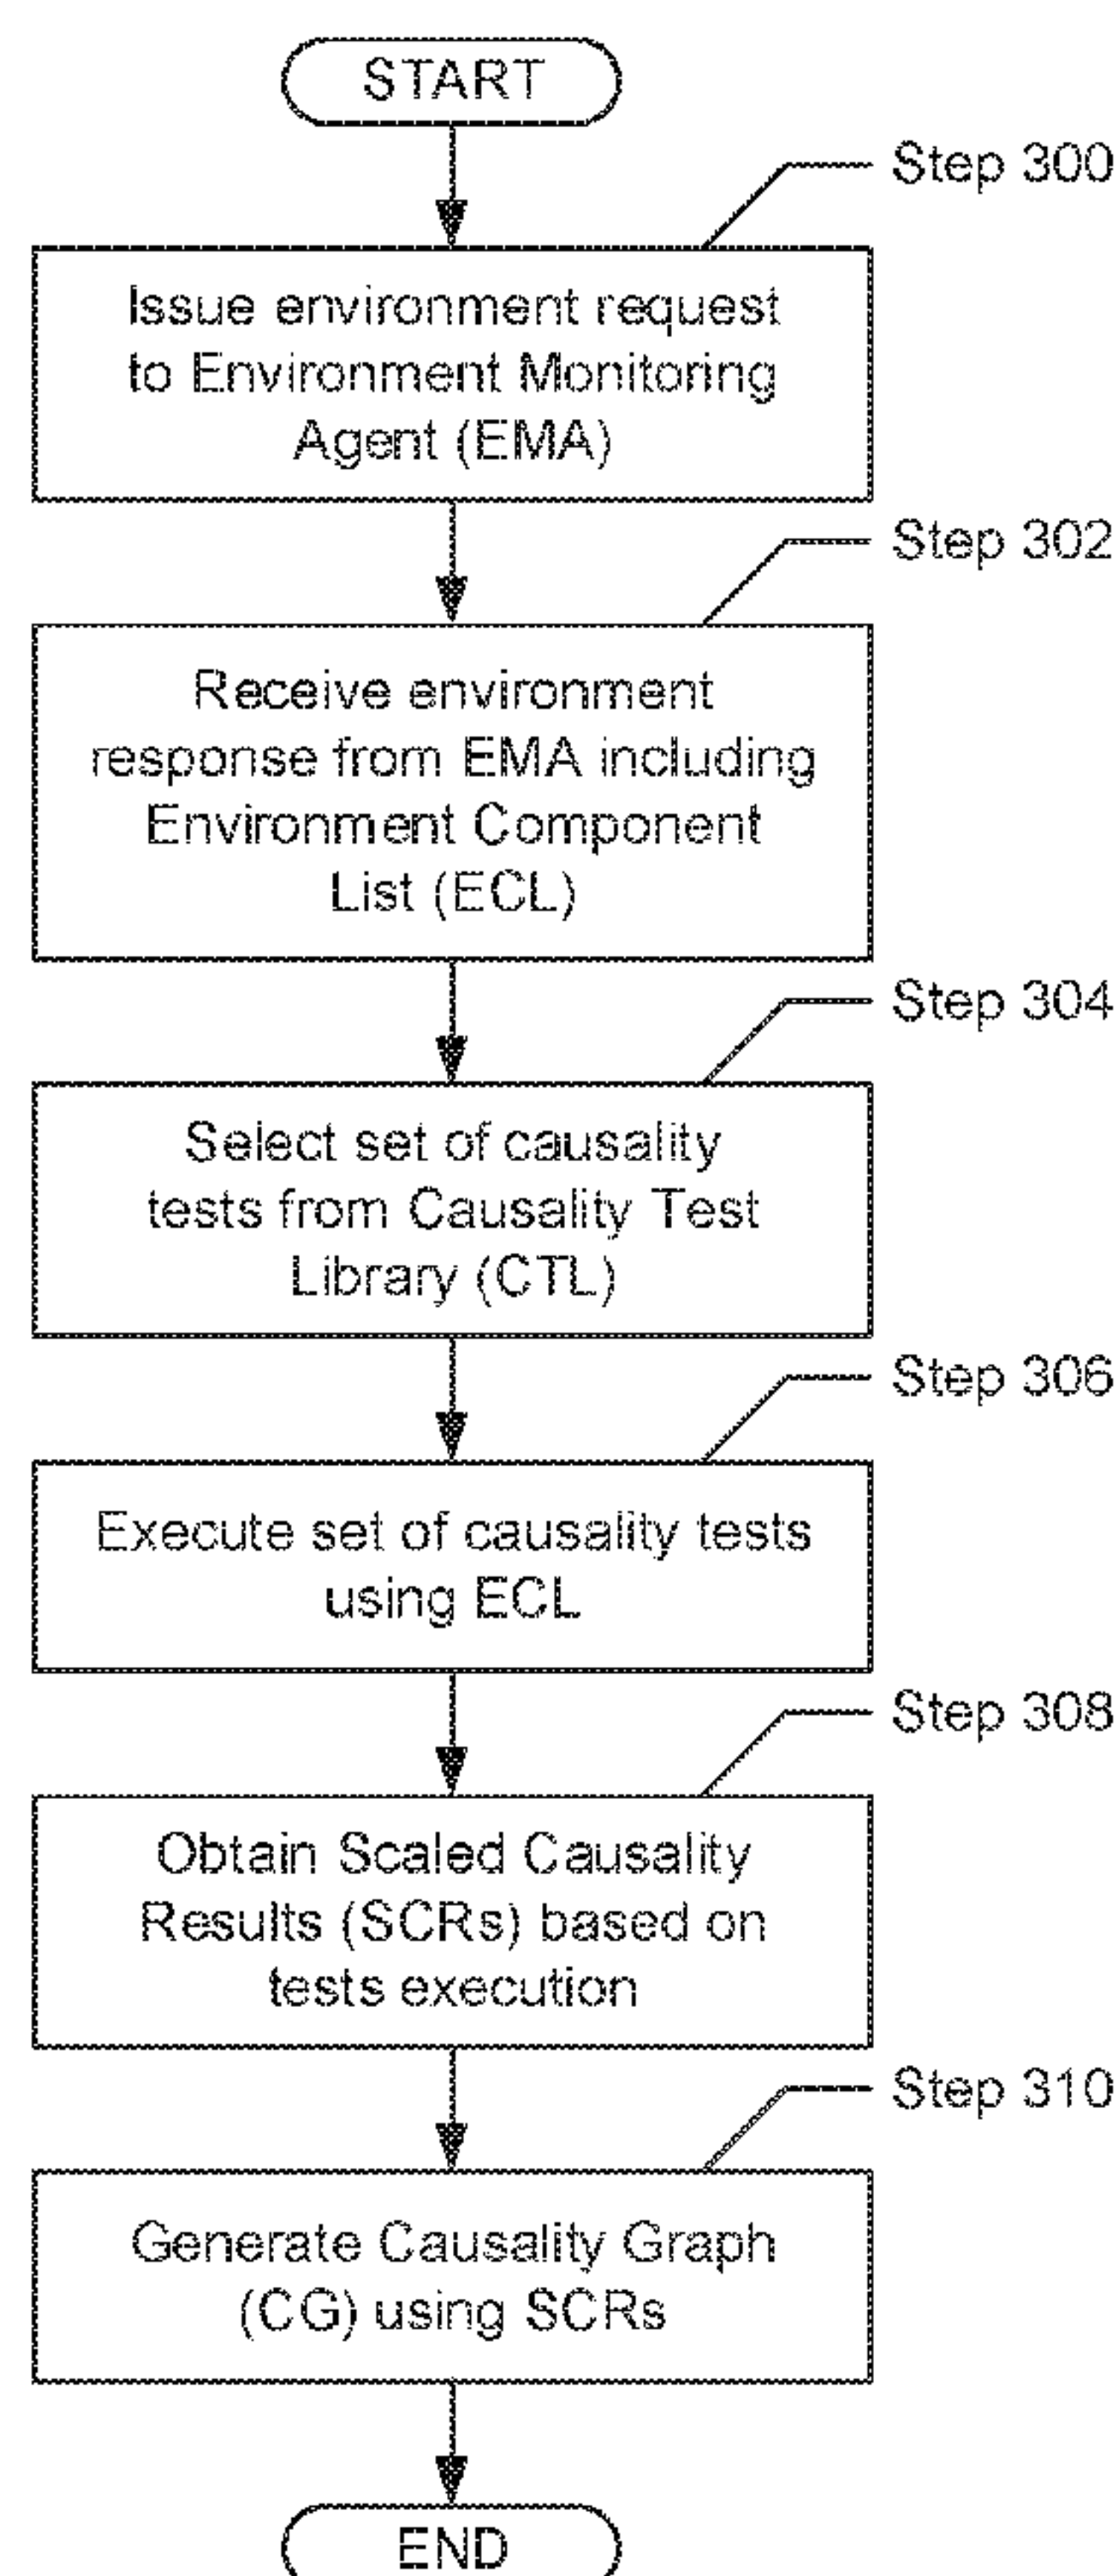 START
Step 300
Issue environment request
to Environment Monitoring
Agent (EMA)
Step 302
Receive environment
response from EMA including
Environment Component
List (ECL)
Step 304
Select set of causality
tests from Causality Test
Library (CTL)
Step 306
Execute set of causality tests
using ECL
Step 308
Obtain Scaled Causality
Results (SCRs) based on
tests execution
Step 310
Generate Causality Graph
(CG) using SCRs
END